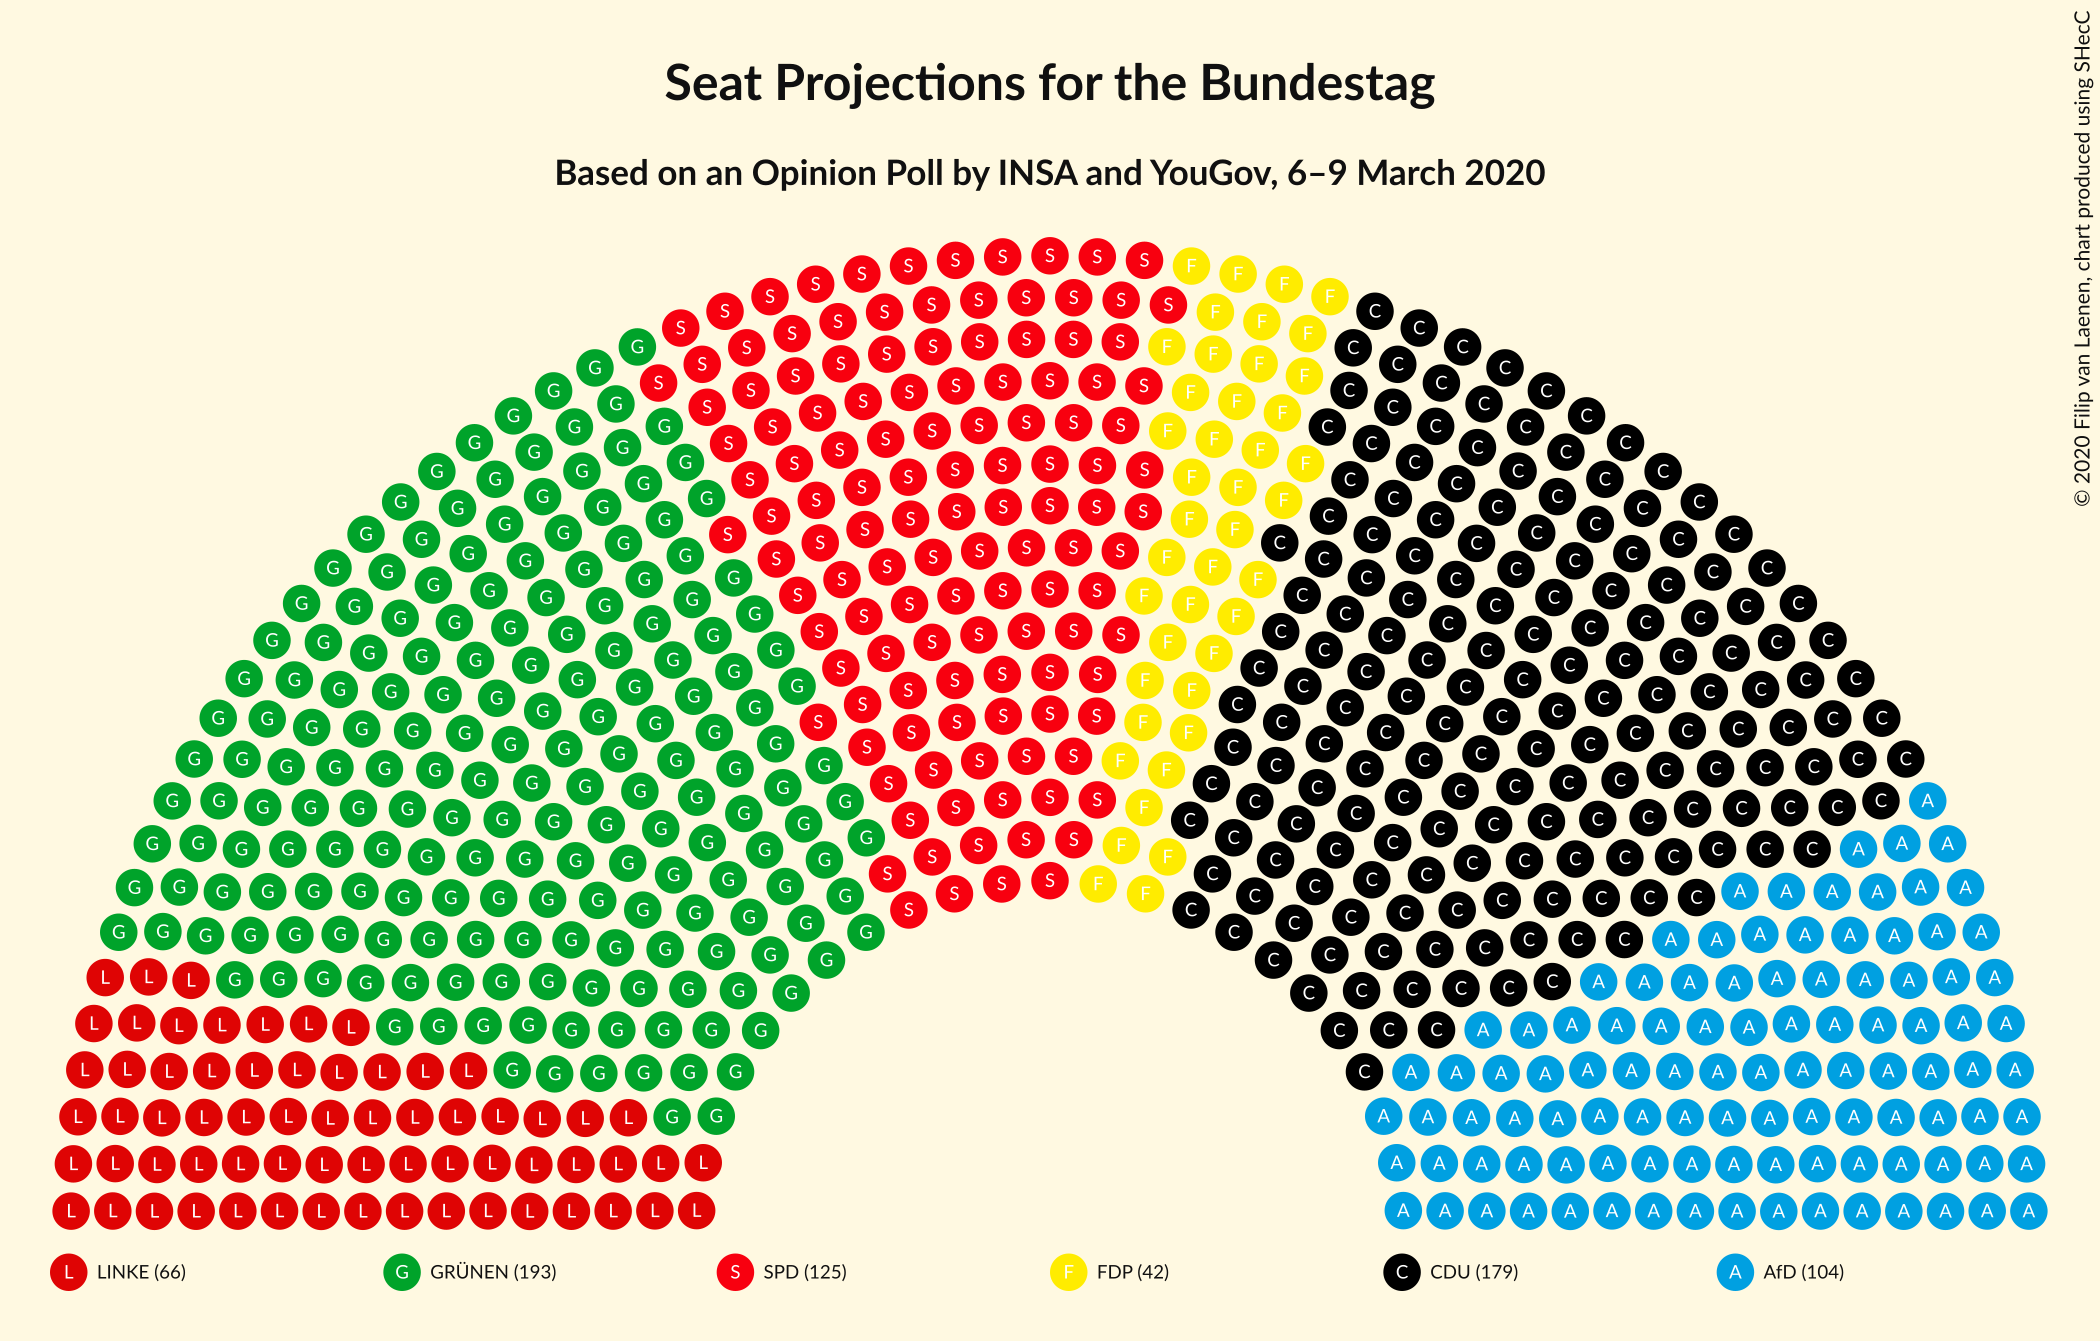 Seat Projections for the Bundestag
Based on an Opinion Poll by INSA and YouGov, 6–9 March 2020
© 2020 Filip van Laenen, chart produced using SHecC
L LINKE (66)
G GRÜNEN (193)
S SPD (125)
F FDP (42)
C CDU (179)
A AfD (104)